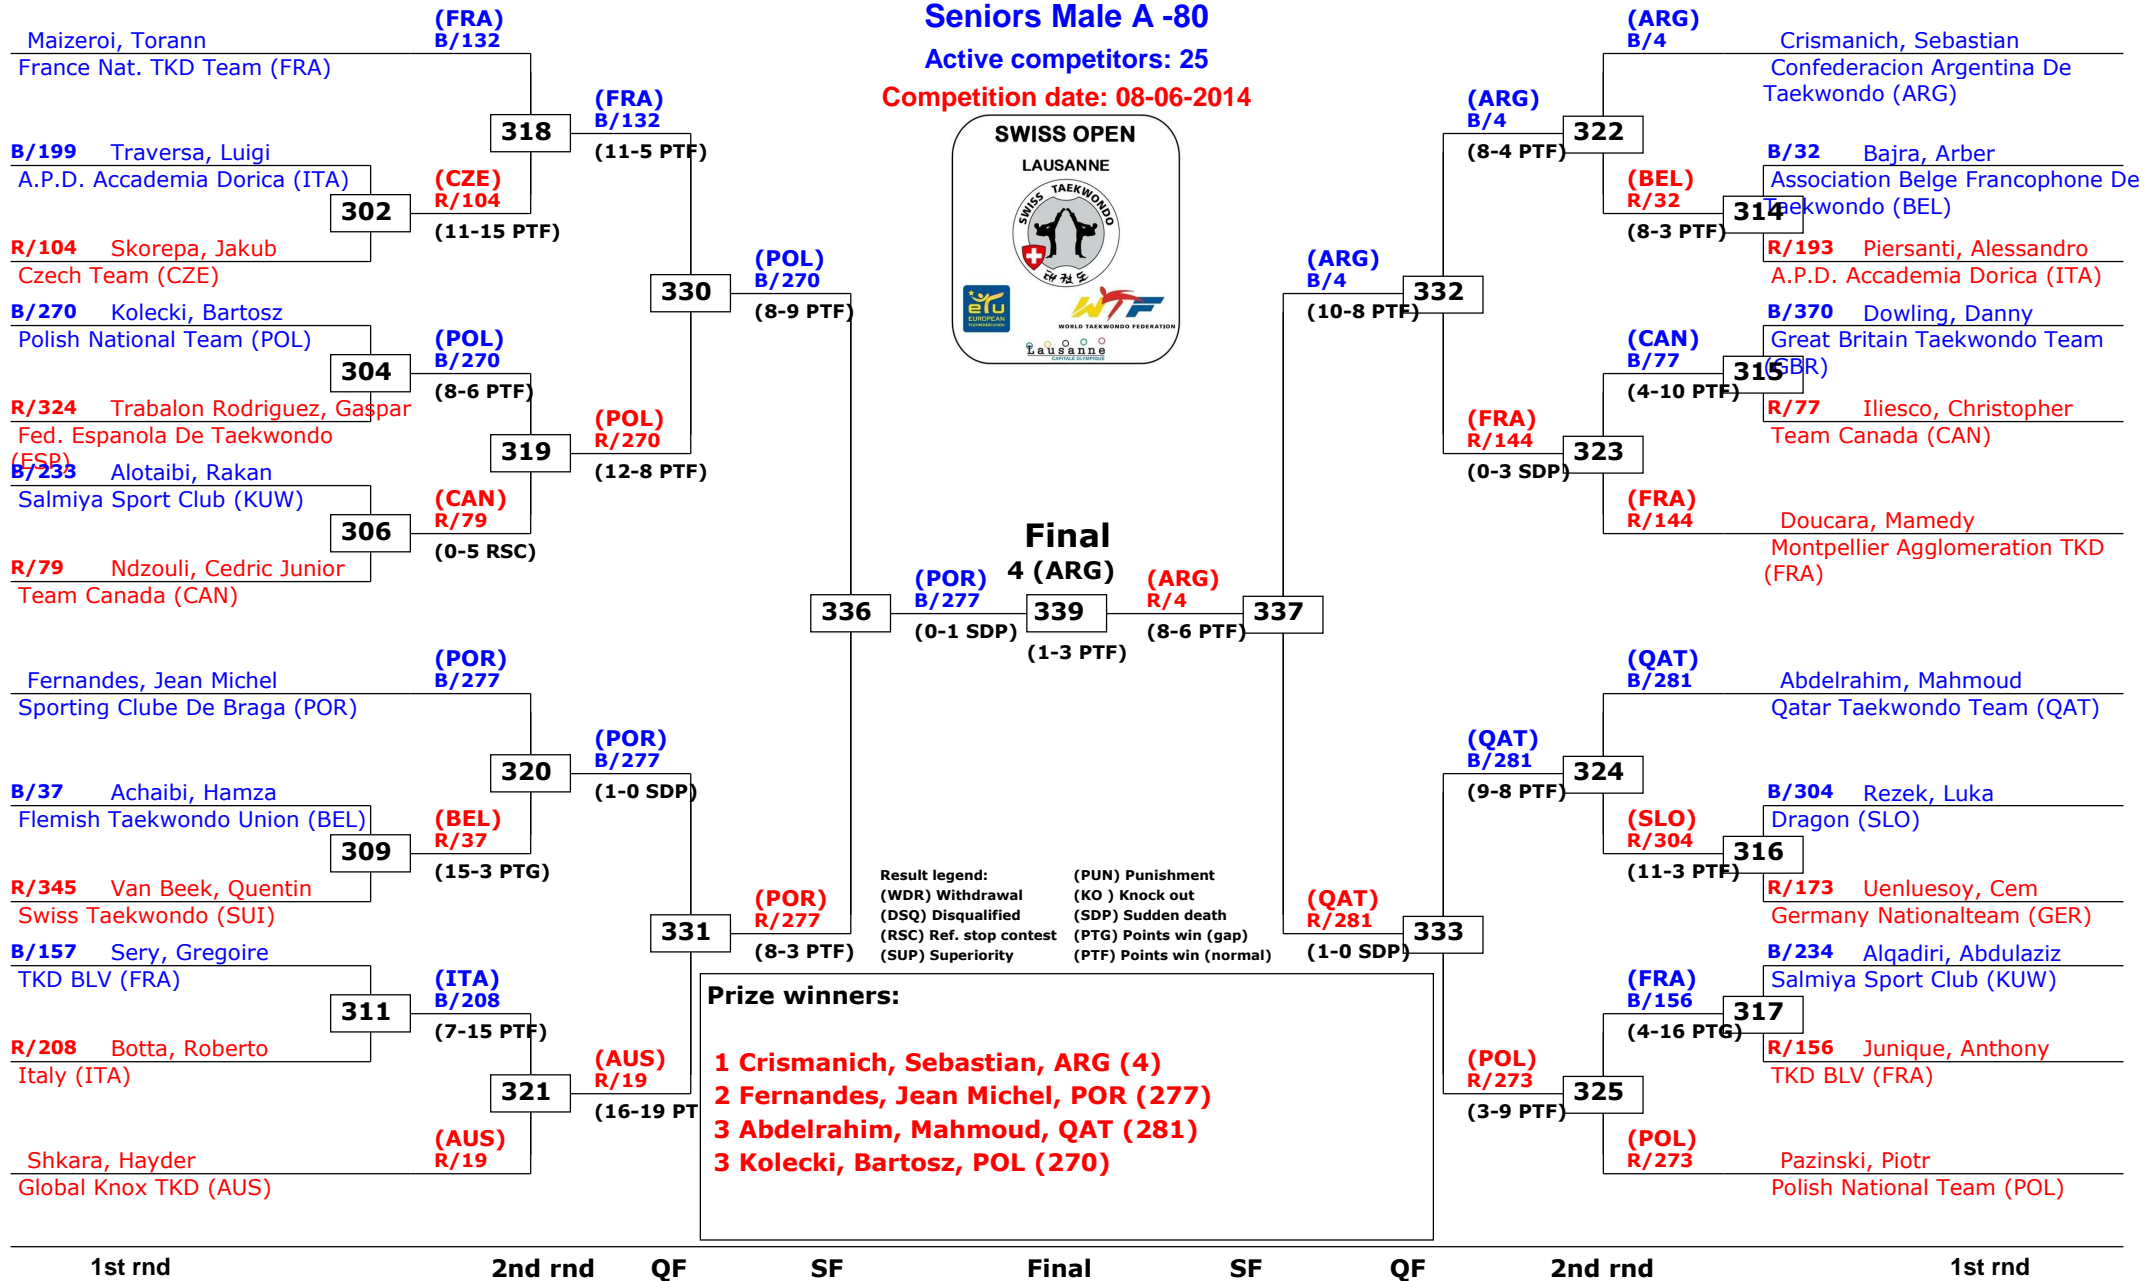 Seniors Male A -80
Active competitors: 25
Competition date: 08-06-2014
SWISS OPEN
LAUSANNE
SWISS TAEKWONDO
태권도
etu
EUROPEAN
TAEKWONDO UNION
WTF
WORLD TAEKWONDO FEDERATION
Lausanne
CAPITALE OLYMPIQUE
Maizeroi, Torann
France Nat. TKD Team (FRA)
(FRA)
B/132
B/199 Traversa, Luigi
A.P.D. Accademia Dorica (ITA)
302
R/104 Skorepa, Jakub
Czech Team (CZE)
(CZE)
R/104
(11-15 PTF)
318
(FRA)
B/132
(11-5 PTF)
B/270 Kolecki, Bartosz
Polish National Team (POL)
304
R/324 Trabalon Rodriguez, Gaspar
Fed. Espanola De Taekwondo
(ESP)
(POL)
B/270
(8-6 PTF)
B/233 Alotaibi, Rakan
Salmiya Sport Club (KUW)
306
R/79 Ndzouli, Cedric Junior
Team Canada (CAN)
(CAN)
R/79
(0-5 RSC)
319
(POL)
R/270
(12-8 PTF)
330
(POL)
B/270
(8-9 PTF)
Fernandes, Jean Michel
Sporting Clube De Braga (POR)
(POR)
B/277
B/37 Achaibi, Hamza
Flemish Taekwondo Union (BEL)
309
R/345 Van Beek, Quentin
Swiss Taekwondo (SUI)
(BEL)
R/37
(15-3 PTG)
320
(POR)
B/277
(1-0 SDP)
B/157 Sery, Gregoire
TKD BLV (FRA)
311
R/208 Botta, Roberto
Italy (ITA)
(ITA)
B/208
(7-15 PTF)
Shkara, Hayder
Global Knox TKD (AUS)
(AUS)
R/19
321
(AUS)
R/19
(16-19 PT
331
(POR)
R/277
(8-3 PTF)
336
(POR)
B/277
(0-1 SDP)
Final
4 (ARG)
339
(1-3 PTF)
(ARG)
R/4
(8-6 PTF)
337
(ARG)
B/4
(10-8 PTF)
332
(ARG)
B/4
(8-4 PTF)
322
(ARG)
B/4
Crismanich, Sebastian
Confederacion Argentina De
Taekwondo (ARG)
(BEL)
R/32
(8-3 PTF)
314
B/32 Bajra, Arber
Association Belge Francophone De
Taekwondo (BEL)
R/193 Piersanti, Alessandro
A.P.D. Accademia Dorica (ITA)
(FRA)
R/144
(0-3 SDP)
323
(CAN)
B/77
(4-10 PTF)
315
B/370 Dowling, Danny
Great Britain Taekwondo Team
(GBR)
R/77 Iliesco, Christopher
Team Canada (CAN)
(FRA)
R/144
Doucara, Mamedy
Montpellier Agglomeration TKD
(FRA)
(QAT)
R/281
(1-0 SDP)
333
(QAT)
B/281
(9-8 PTF)
324
(QAT)
B/281
Abdelrahim, Mahmoud
Qatar Taekwondo Team (QAT)
(SLO)
R/304
(11-3 PTF)
316
B/304 Rezek, Luka
Dragon (SLO)
R/173 Uenluesoy, Cem
Germany Nationalteam (GER)
(POL)
R/273
(3-9 PTF)
325
(FRA)
B/156
(4-16 PTG)
317
B/234 Alqadiri, Abdulaziz
Salmiya Sport Club (KUW)
R/156 Junique, Anthony
TKD BLV (FRA)
(POL)
R/273
Pazinski, Piotr
Polish National Team (POL)
Result legend: (PUN) Punishment
(WDR) Withdrawal (KO ) Knock out
(DSQ) Disqualified (SDP) Sudden death
(RSC) Ref. stop contest (PTG) Points win (gap)
(SUP) Superiority (PTF) Points win (normal)
Prize winners:
1 Crismanich, Sebastian, ARG (4)
2 Fernandes, Jean Michel, POR (277)
3 Abdelrahim, Mahmoud, QAT (281)
3 Kolecki, Bartosz, POL (270)
1st rnd 2nd rnd QF SF Final SF QF 2nd rnd 1st rnd